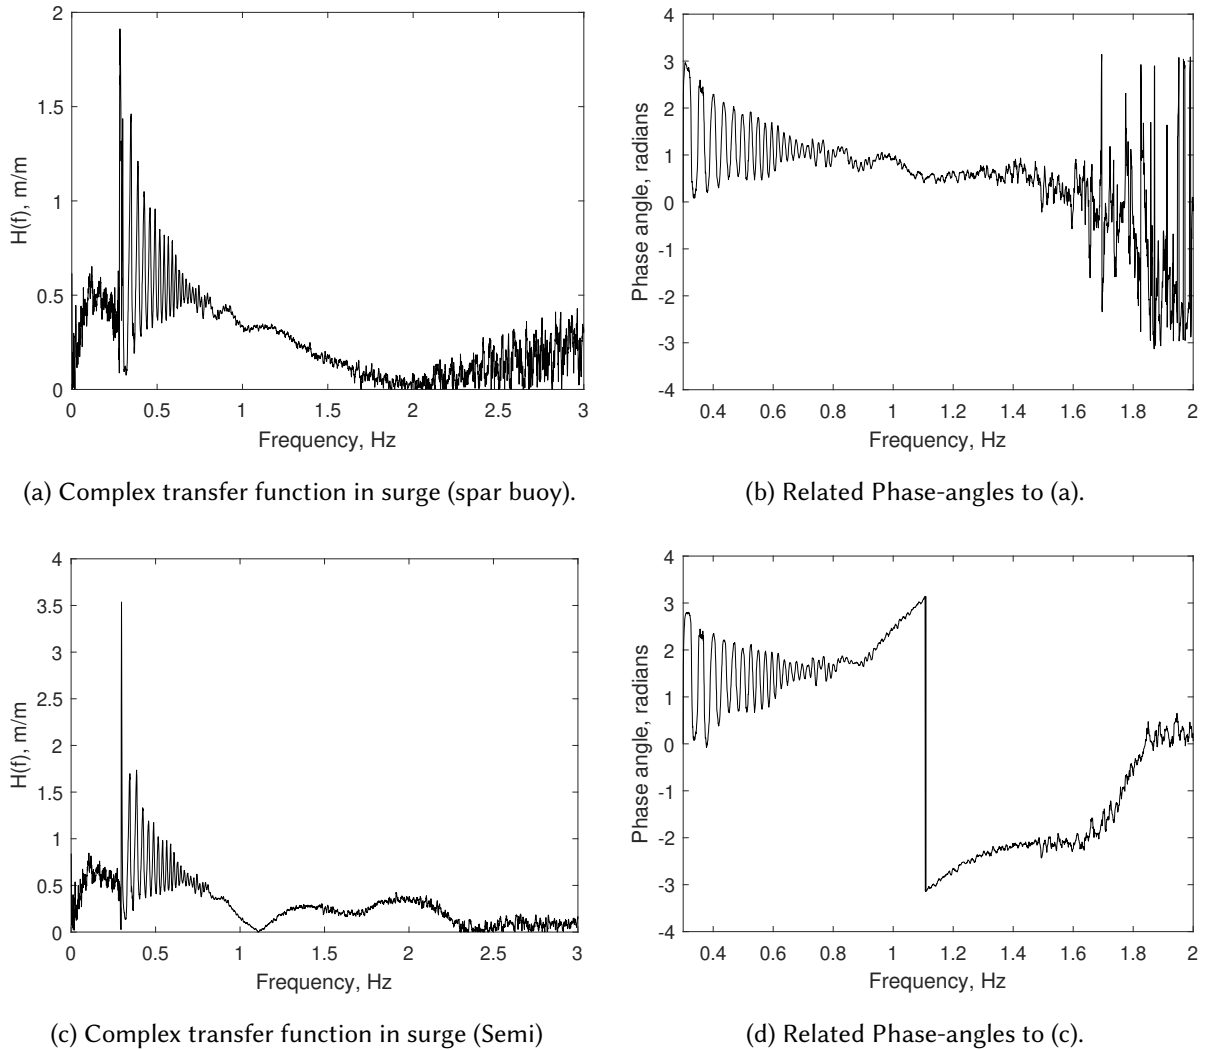 2
1.5
1
0.5
0
H(f), m/m
0 0.5 1 1.5 2 2.5 3
Frequency, Hz
(a) Complex transfer function in surge (spar buoy).
4
3
2
1
0
-1
-2
-3
-4
Phase angle, radians
0.4 0.6 0.8 1 1.2 1.4 1.6 1.8 2
Frequency, Hz
(b) Related Phase-angles to (a).
4
3.5
3
2.5
2
1.5
1
0.5
0
H(f), m/m
0 0.5 1 1.5 2 2.5 3
Frequency, Hz
(c) Complex transfer function in surge (Semi)
4
3
2
1
0
-1
-2
-3
-4
Phase angle, radians
0.4 0.6 0.8 1 1.2 1.4 1.6 1.8 2
Frequency, Hz
(d) Related Phase-angles to (c).